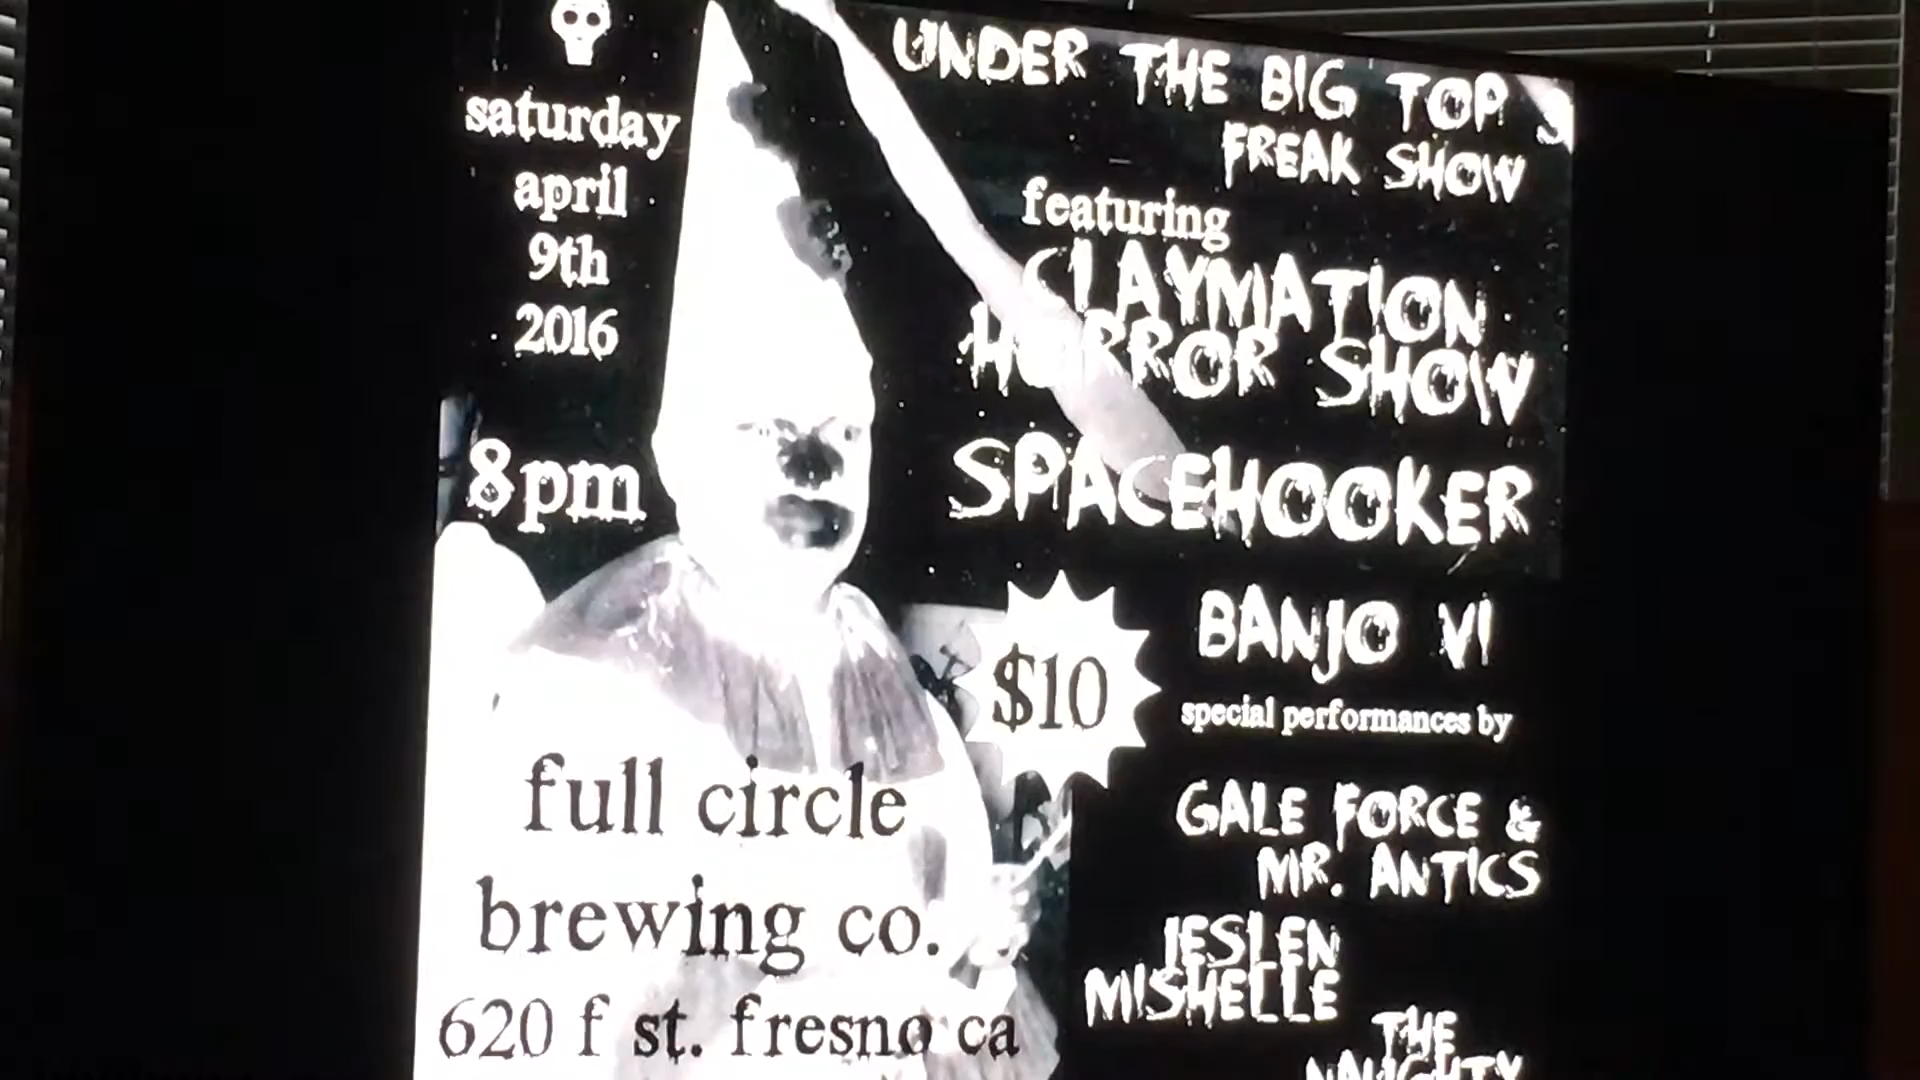 UNDER THE BIG TOP
FREAK SHOW
saturday
april
9th
2016
8pm
featuring
CLAYMATION
HORROR SHOW
SPACEHOOKER
BANJO VI
$10
special performances by
GALE FORCE &
MR. ANTICS
JESLEN
MISHELLE
THE
NAUGHTY
full circle
brewing co.
620 f st. fresno ca